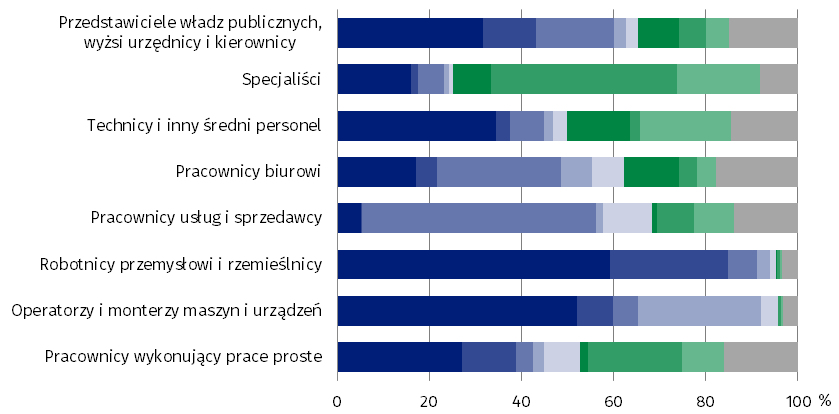 Przedstawiciele władz publicznych,
wyżsi urzędnicy i kierownicy
Specjaliści
Technicy i inny średni personel
Pracownicy biurowi
Pracownicy usług i sprzedawcy
Robotnicy przemysłowi i rzemieślnicy
Operatorzy i monterzy maszyn i urządzeń
Pracownicy wykonujący prace proste
0 20 40 60 80 100 %